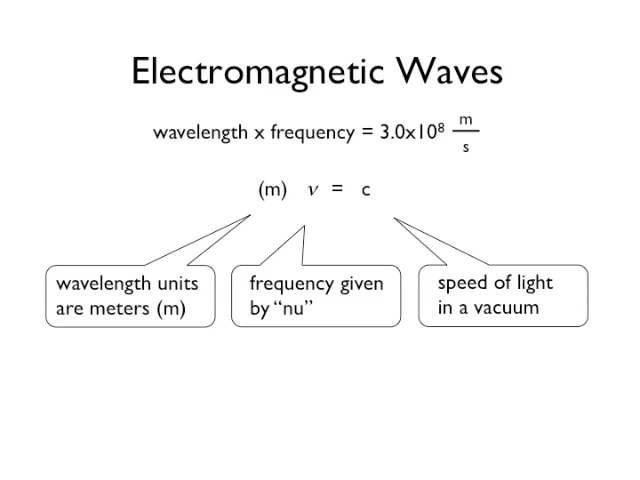 Electromagnetic Waves
wavelength x frequency = 3.0x10⁸ m/s
(m) ν = c
wavelength units
are meters (m)
frequency given
by “nu”
speed of light
in a vacuum